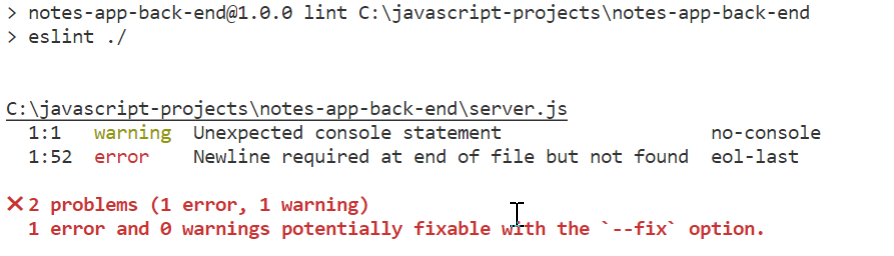 > notes-app-back-end@1.0.0 lint C:\javascript-projects\notes-app-back-end
> eslint ./
C:\javascript-projects\notes-app-back-end\server.js
1:1 warning Unexpected console statement no-console
1:52 error Newline required at end of file but not found eol-last
❌2 problems (1 error, 1 warning)
1 error and 0 warnings potentially fixable with the `--fix` option.